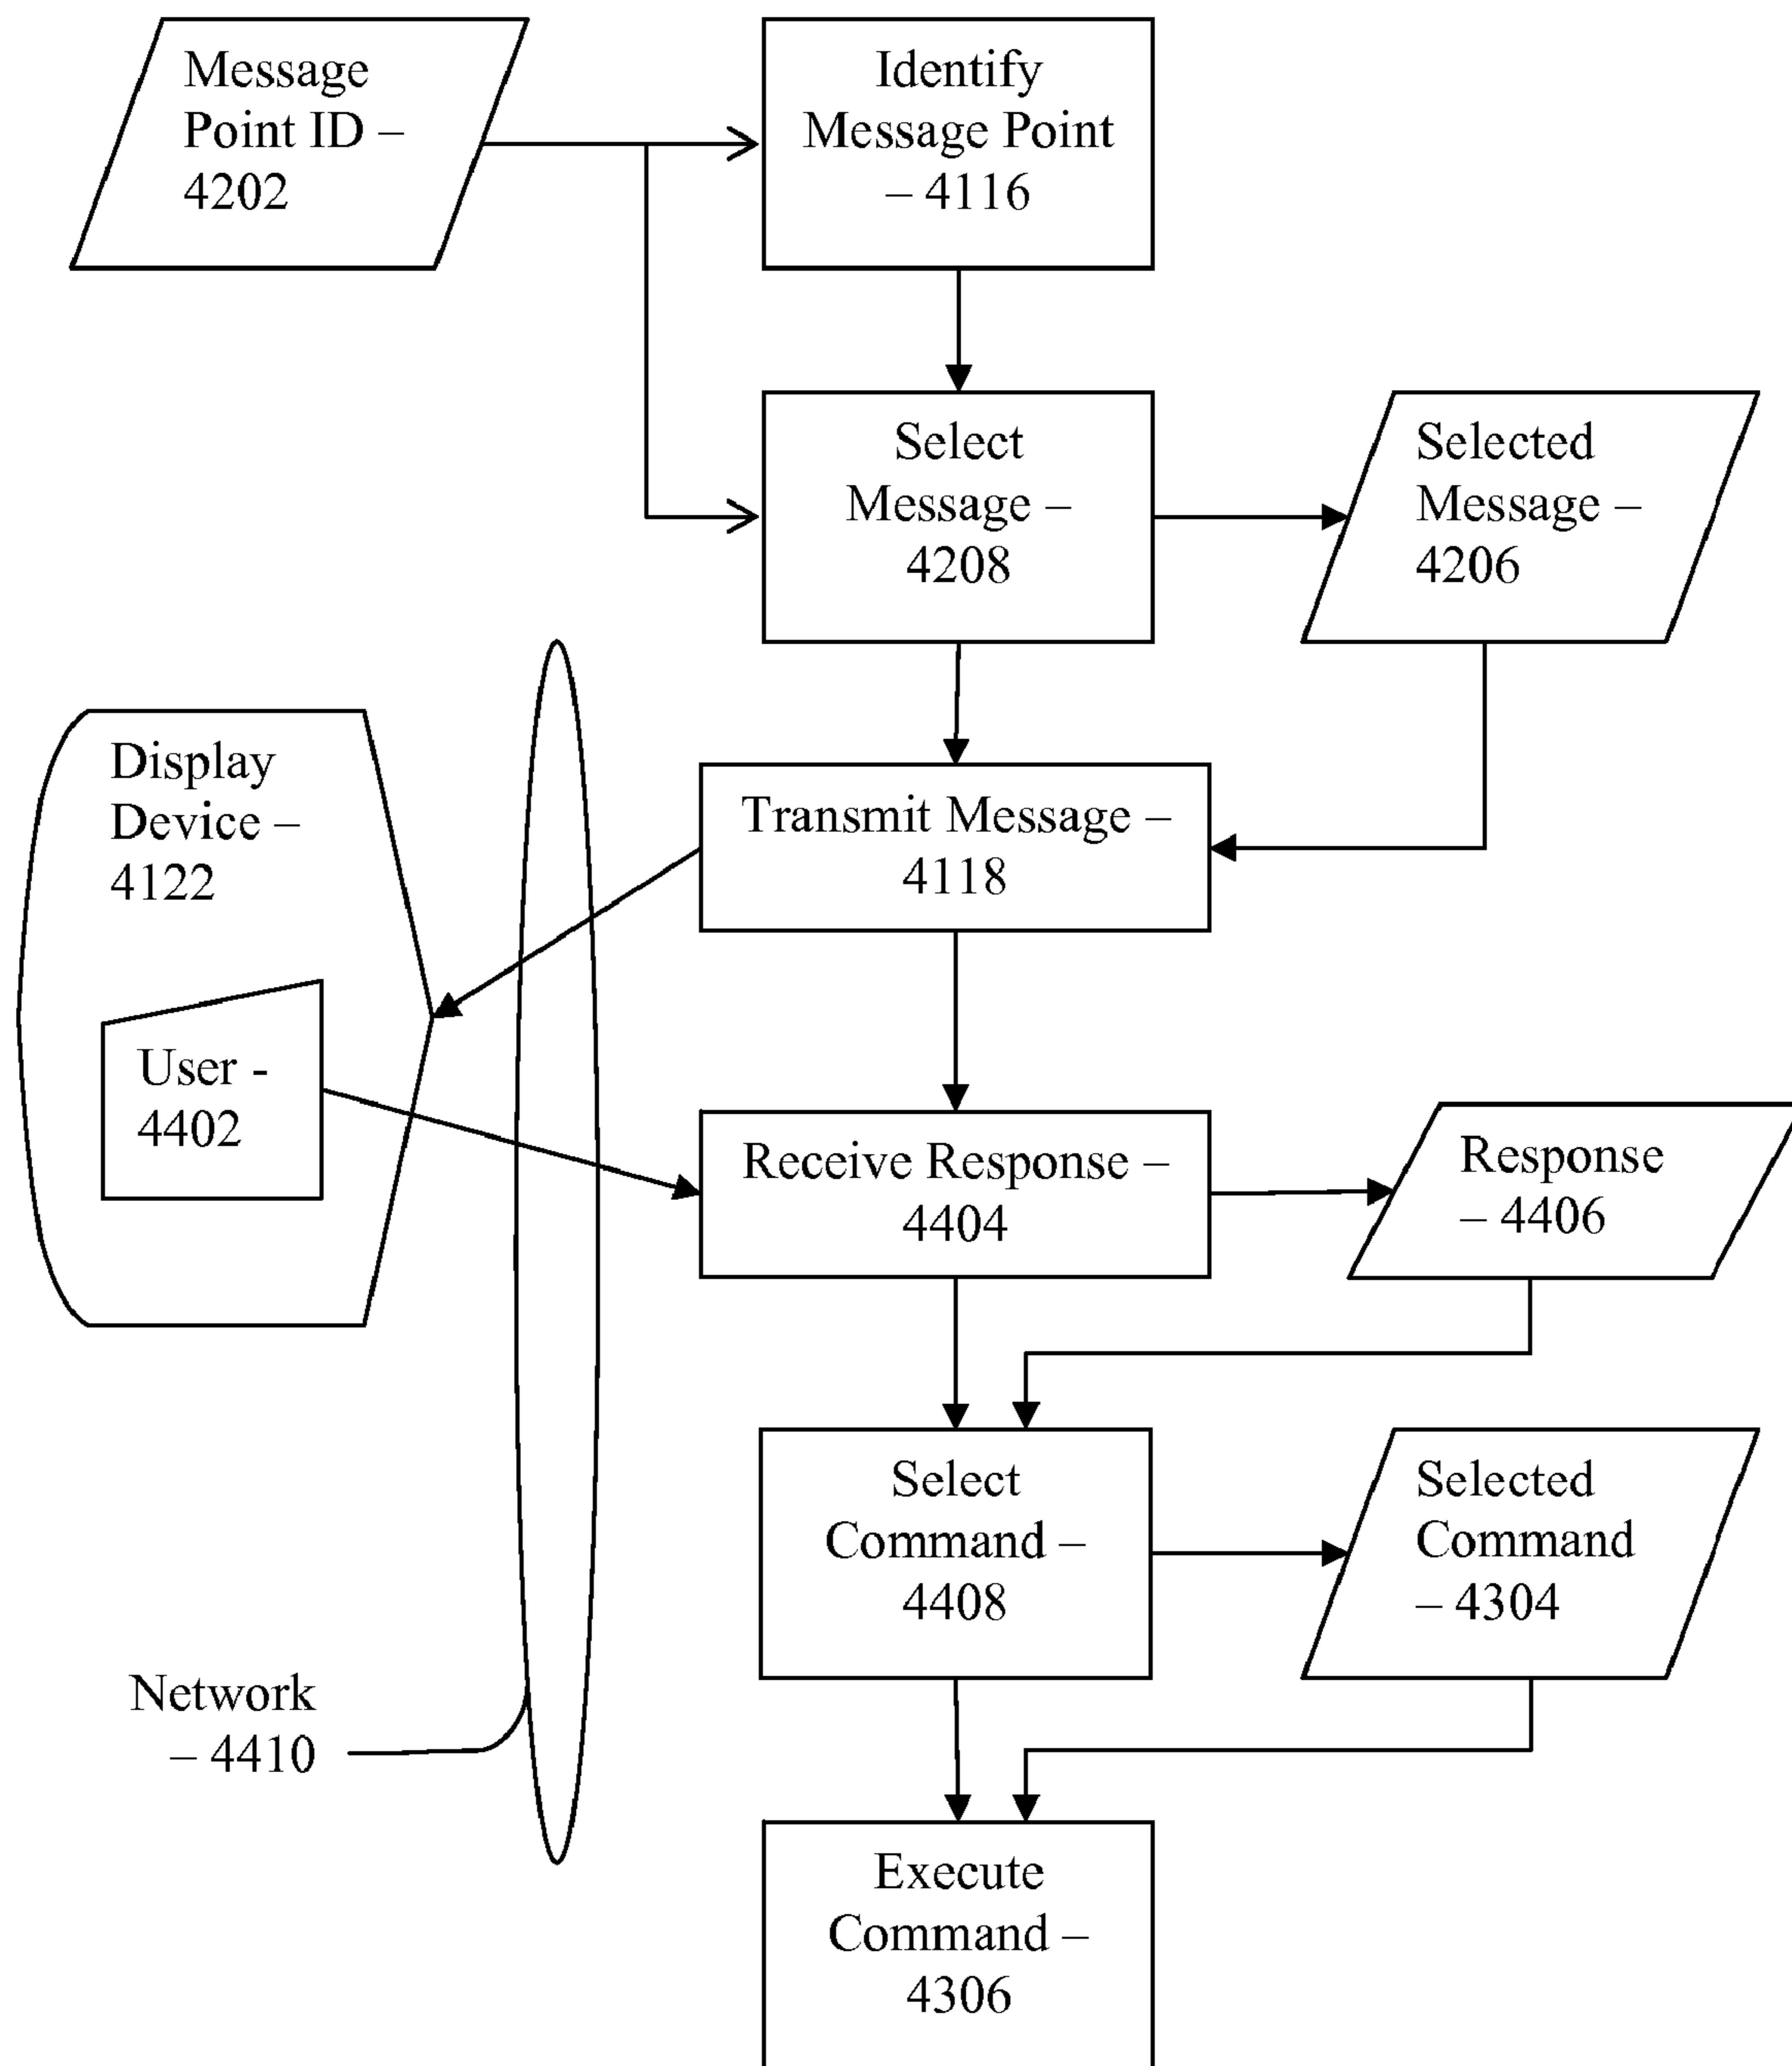 Message
Point ID –
4202
Identify
Message Point
– 4116
Select
Message –
4208
Selected
Message –
4206
Display
Device –
4122
Transmit Message –
4118
User -
4402
Receive Response –
4404
Response
– 4406
Select
Command –
4408
Selected
Command
– 4304
Network
– 4410
Execute
Command –
4306